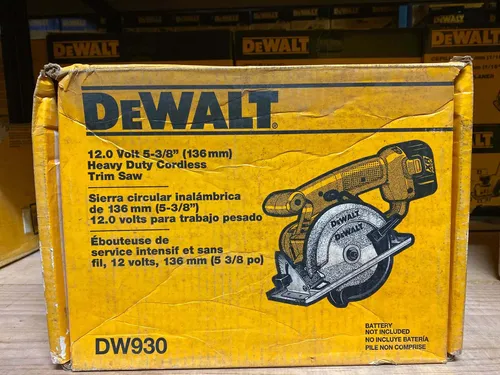 DEWALT
DEWALT
DEWALT
DEWALT®
12.0 Volt 5-3/8" (136 mm)
Heavy Duty Cordless
Trim Saw
Sierra circular inalámbrica
de 136 mm (5-3/8")
12.0 volts para trabajo pesado
Ébouteuse de
service intensif et sans
fil, 12 volts, 136 mm (5 3/8 po)
DEWALT
DEWALT
DW930
BATTERY
NOT INCLUDED
NO INCLUYE BATERÍA
PILE NON COMPRISE